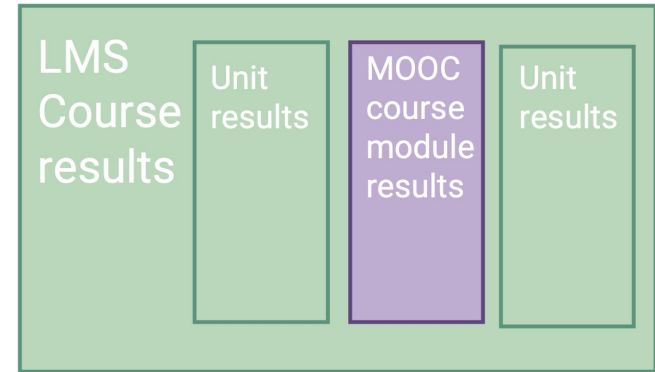 LMS
Course
results
Unit
results
MOOC
course
module
results
Unit
results